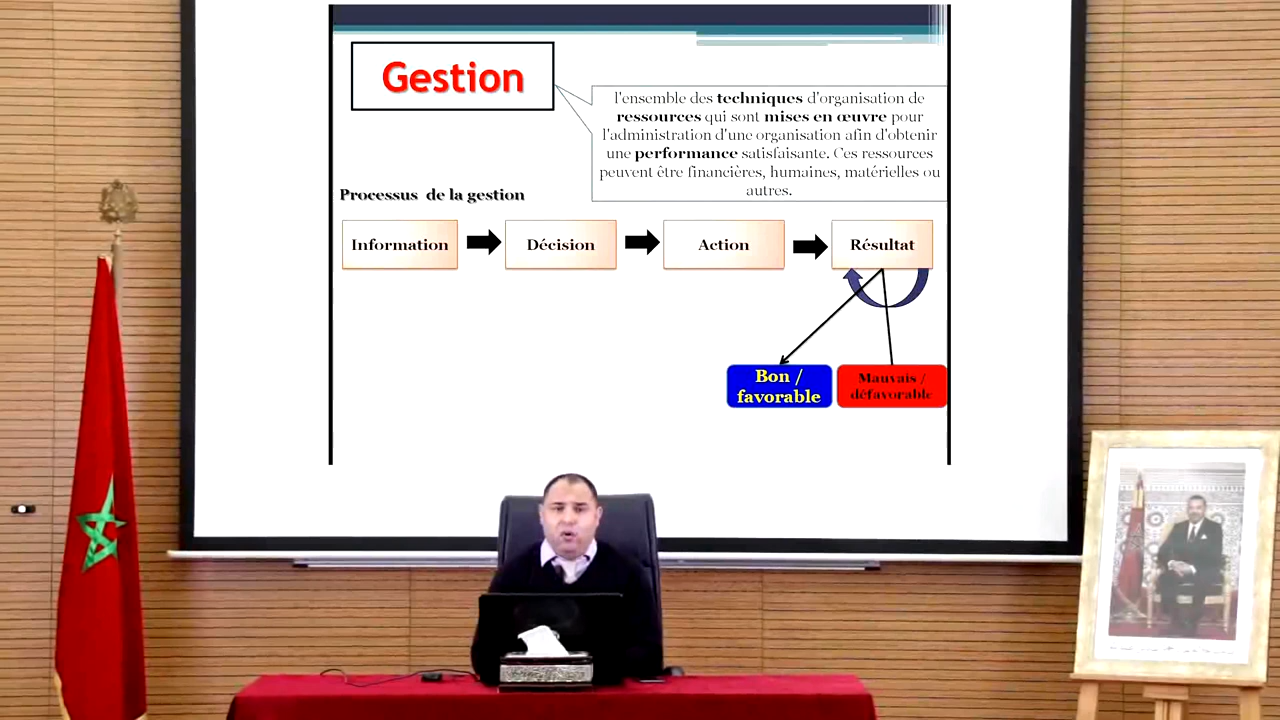 Gestion
l'ensemble des techniques d'organisation de
ressources qui sont mises en œuvre pour
l'administration d'une organisation afin d'obtenir
une performance satisfaisante. Ces ressources
peuvent être financières, humaines, matérielles ou
autres.
Processus de la gestion
Information
Décision
Action
Résultat
Bon /
favorable
Mauvais /
défavorable